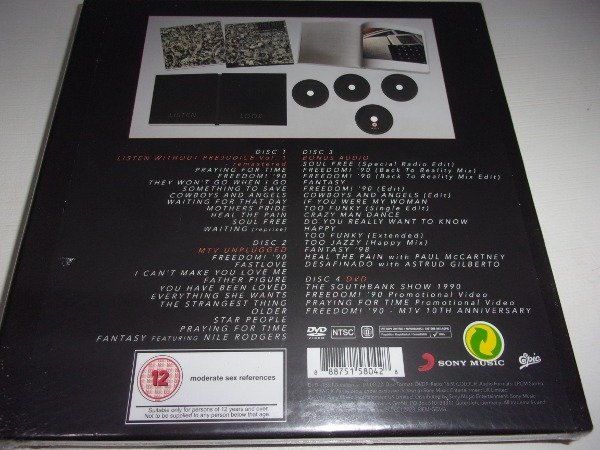 LISTEN
LOOK
DISC 1
LISTEN WITHOUT PREJUDICE Vol. 1
- remastered
PRAYING FOR TIME
FREEDOM! '90
THEY WON'T GO WHEN I GO
SOMETHING TO SAVE
COWBOYS AND ANGELS
WAITING FOR THAT DAY
MOTHERS PRIDE
HEAL THE PAIN
SOUL FREE
WAITING (reprise)
DISC 2
MTV UNPLUGGED
FREEDOM! '90
FASTLOVE
I CAN'T MAKE YOU LOVE ME
FATHER FIGURE
YOU HAVE BEEN LOVED
EVERYTHING SHE WANTS
THE STRANGEST THING
OLDER
STAR PEOPLE
PRAYING FOR TIME
FANTASY FEATURING NILE RODGERS
DISC 3
BONUS AUDIO
SOUL FREE (Special Radio Edit)
FREEDOM! '90 (Back To Reality Mix)
FREEDOM! '90 (Back To Reality Mix Edit)
FANTASY
FREEDOM! '90 (Edit)
COWBOYS AND ANGELS (Edit)
IF YOU WERE MY WOMAN
TOO FUNKY (Single Edit)
CRAZY MAN DANCE
DO YOU REALLY WANT TO KNOW
HAPPY
TOO FUNKY (Extended)
TOO JAZZY (Happy Mix)
FANTASY '98
HEAL THE PAIN with PAUL McCARTNEY
DESAFINADO with ASTRUD GILBERTO
DISC 4 DVD
THE SOUTHBANK SHOW 1990
FREEDOM! '90 Promotional Video
PRAYING FOR TIME Promotional Video
FREEDOM! '90 - MTV 10TH ANNIVERSARY
12
moderate sex references
Suitable only for persons of 12 years and over.
Not to be supplied to any person below that age.
DVD
VIDEO
NTSC
8 88751 58042
SONY MUSIC
Epic